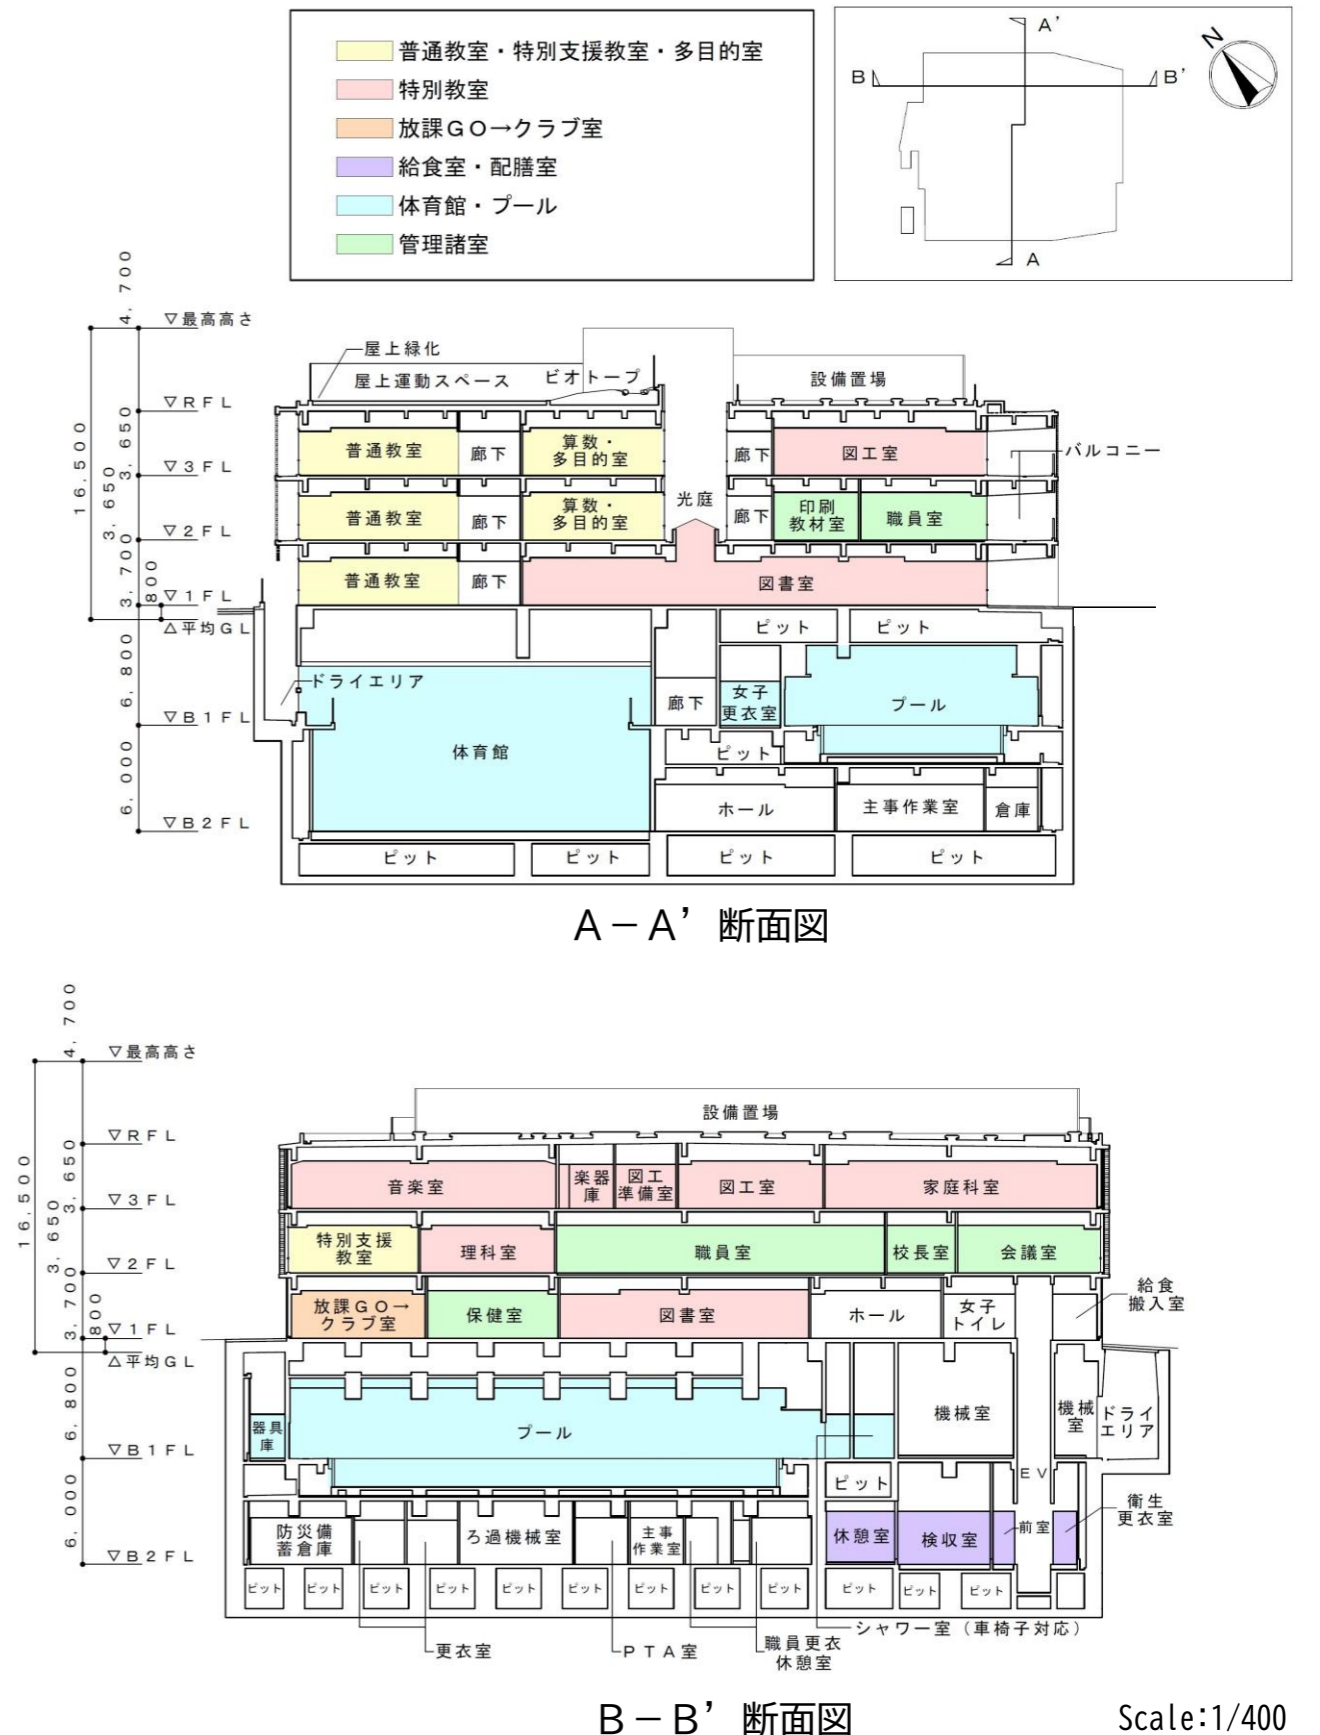 普通教室・特別支援教室・多目的室
特別教室
放課ＧＯ→クラブ室
給食室・配膳室
体育館・プール
管理諸室
A'
B
B'
A
N
4,700
▽最高高さ
屋上緑化
屋上運動スペース
ビオトープ
設備置場
▽RFL
3,650
普通教室
廊下
算数・
多目的室
廊下
図工室
バルコニー
▽3FL
16,500
3,650
普通教室
廊下
算数・
多目的室
光庭
廊下
印刷
教材室
職員室
▽2FL
3,700
普通教室
廊下
図書室
800
▽1FL
△平均GL
ピット
ピット
6,800
ドライエリア
廊下
女子
更衣室
プール
▽B1FL
体育館
ピット
6,000
ホール
主事作業室
倉庫
▽B2FL
ピット
ピット
ピット
ピット
A－A’断面図
4,700
▽最高高さ
設備置場
▽RFL
3,650
音楽室
楽器
庫
図工
準備室
図工室
家庭科室
▽3FL
16,500
3,650
特別支援
教室
理科室
職員室
校長室
会議室
▽2FL
3,700
放課GO→
クラブ室
保健室
図書室
ホール
女子
トイレ
給食
搬入室
800
▽1FL
△平均GL
6,800
器具
庫
プール
機械室
機械
室
ドライ
エリア
▽B1FL
ピット
EV
6,000
防災備
蓄倉庫
ろ過機械室
主事
作業室
休憩室
検収室
前室
衛生
更衣室
▽B2FL
ピット
ピット
ピット
ピット
ピット
ピット
ピット
ピット
ピット
ピット
ピット
ピット
更衣室
PTA室
職員更衣
休憩室
シャワー室（車椅子対応）
B－B’断面図
Scale:1/400